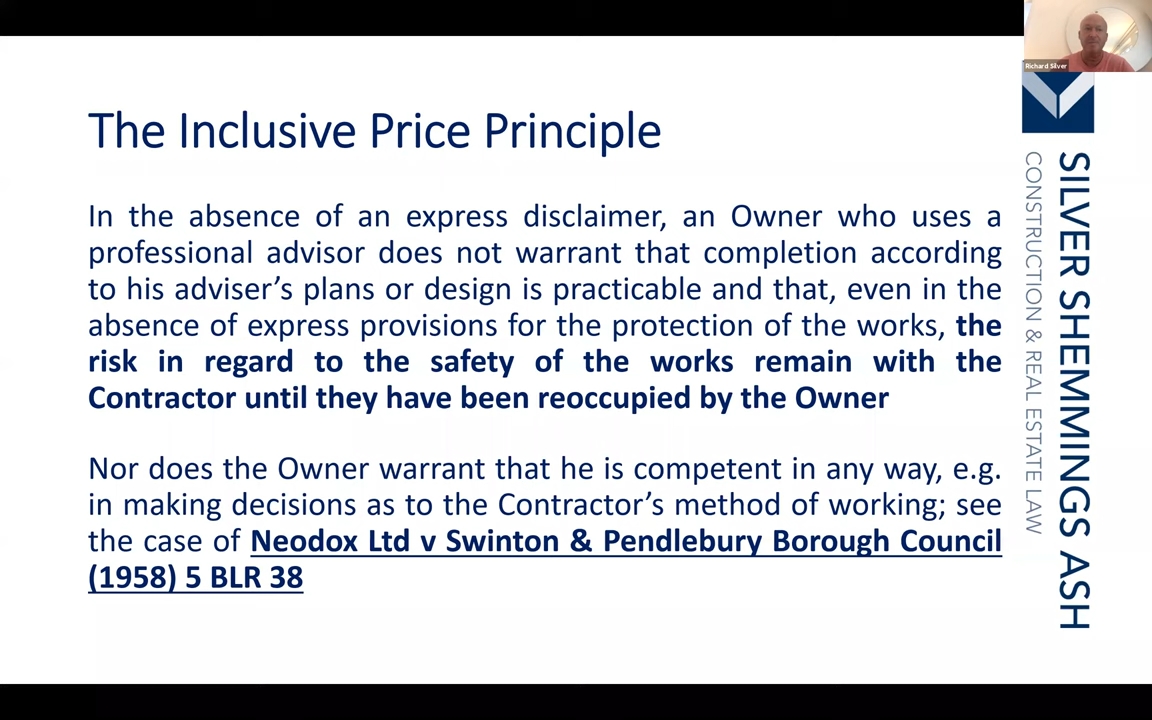 Richard Silver
The Inclusive Price Principle
In the absence of an express disclaimer, an Owner who uses a
professional advisor does not warrant that completion according
to his adviser’s plans or design is practicable and that, even in the
absence of express provisions for the protection of the works, the
risk in regard to the safety of the works remain with the
Contractor until they have been reoccupied by the Owner
Nor does the Owner warrant that he is competent in any way, e.g.
in making decisions as to the Contractor’s method of working; see
the case of Neodox Ltd v Swinton & Pendlebury Borough Council
(1958) 5 BLR 38
SILVER SHEMMINGS ASH
CONSTRUCTION & REAL ESTATE LAW